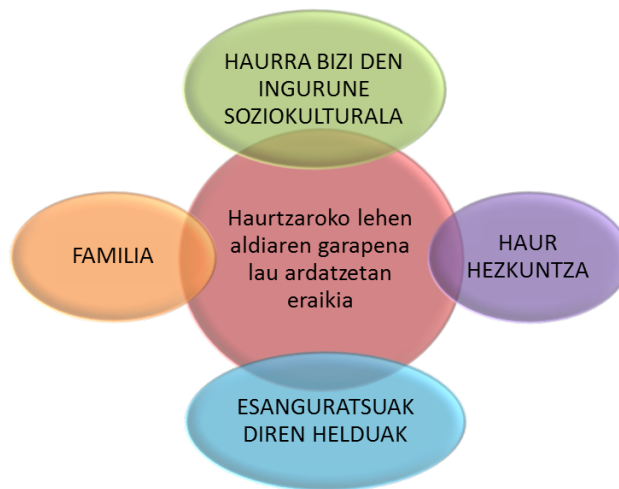 HAURRA BIZI DEN
INGURUNE
SOZIOKULTURALA
FAMILIA
Haurtzaroko lehen
aldiaren garapena
lau ardatzetan
eraikia
HAUR
HEZKUNTZA
ESANGURATSUAK
DIREN HELDUAK